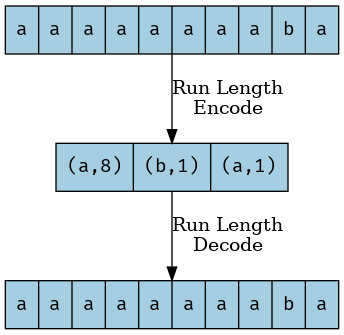 a a a a a a a a b a
Run Length
Encode
(a,8) (b,1) (a,1)
Run Length
Decode
a a a a a a a a b a